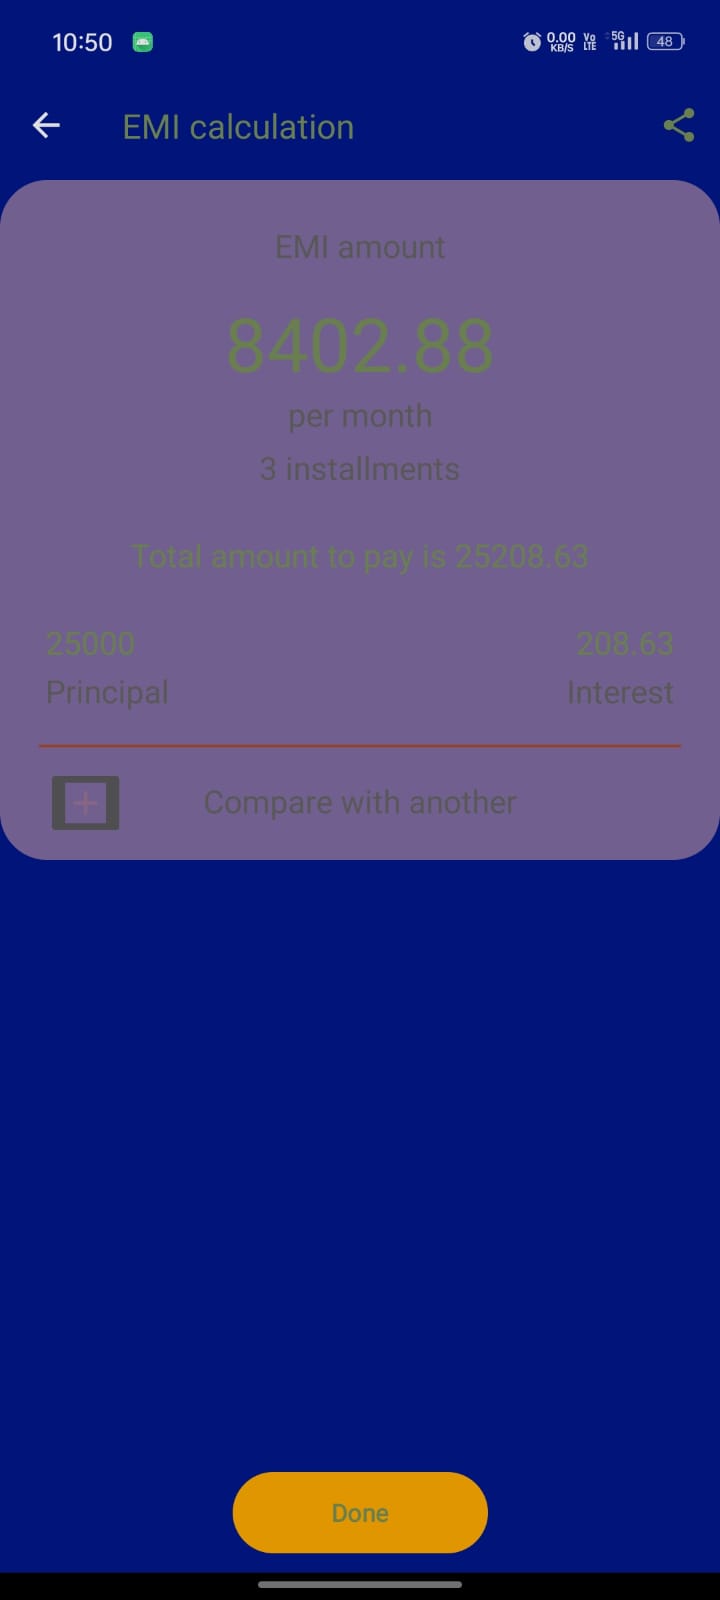 10:50 0.00 KB/S Vo LTE 5G 48
EMI calculation
EMI amount
8402.88
per month
3 installments
Total amount to pay is 25208.63
25000 208.63
Principal Interest
+ Compare with another
Done